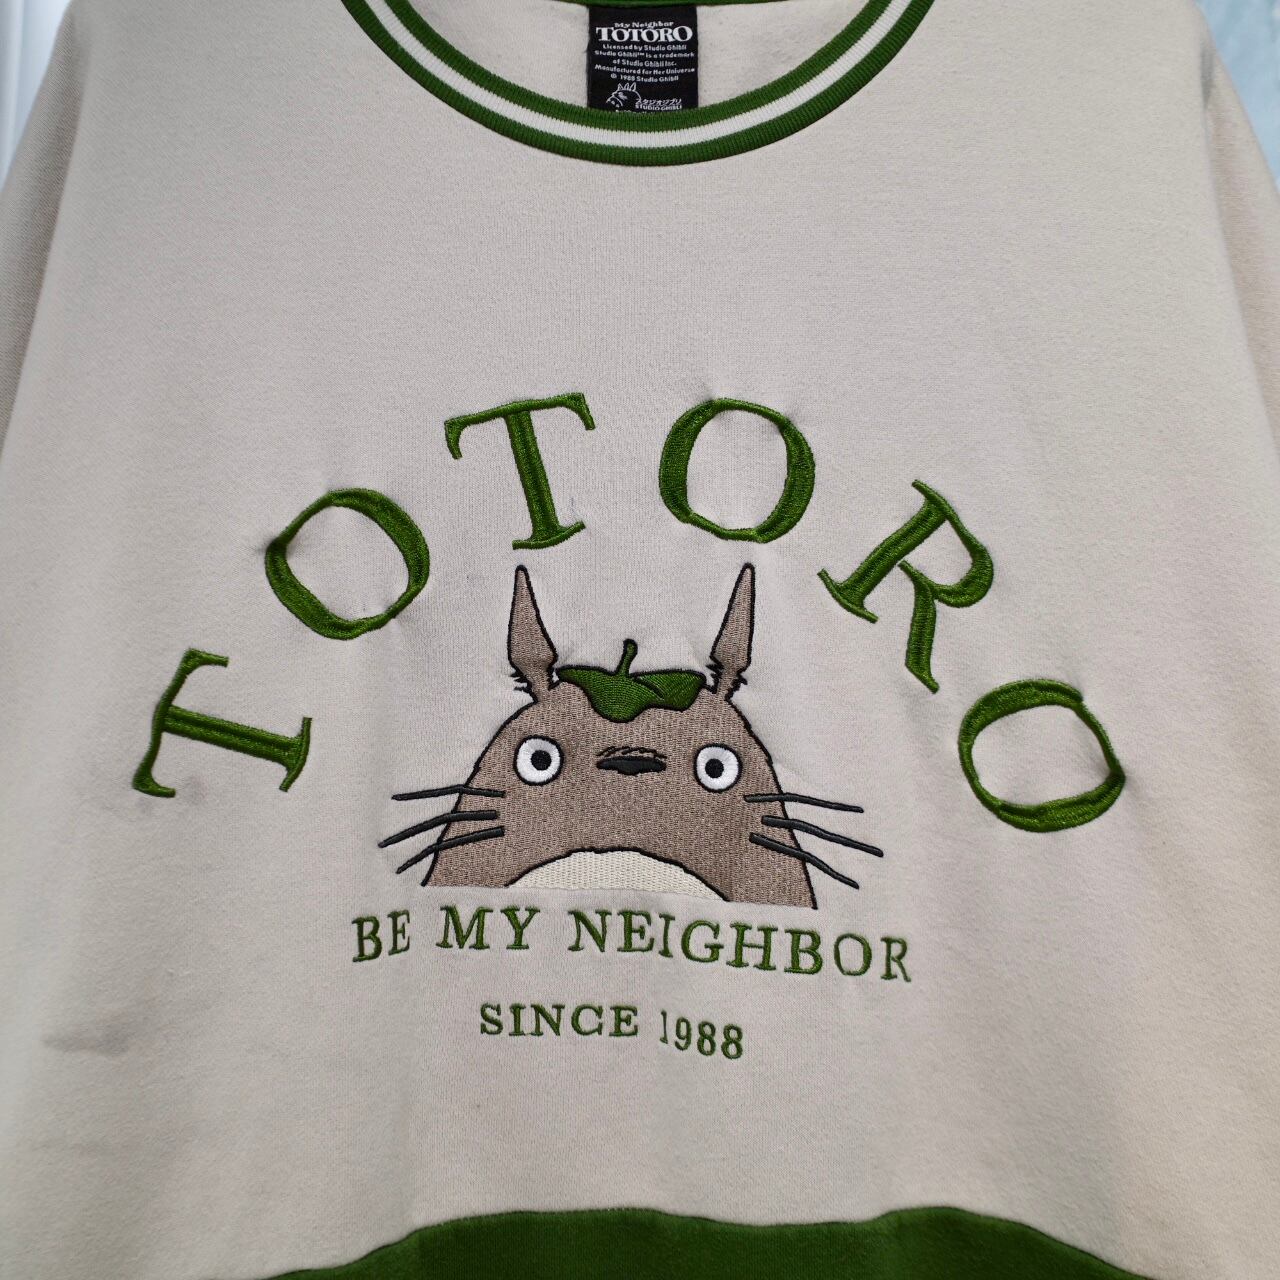 My Neighbor
TOTORO
Licensed by Studio Ghibli
Studio Ghibli™ is a trademark
of Studio Ghibli Inc.
Manufactured for Her Universe
© 1988 Studio Ghibli
スタジオジブリ
STUDIO GHIBLI
TOTORO
BE MY NEIGHBOR
SINCE 1988